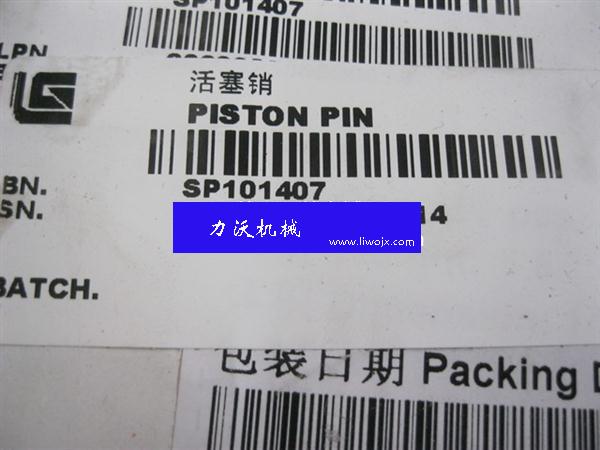 LPN
SP101407
活塞销
PISTON PIN
SP101407
BN.
SN.
14
力沃机械
www.liwojx.com
BATCH.
包装日期 Packing D